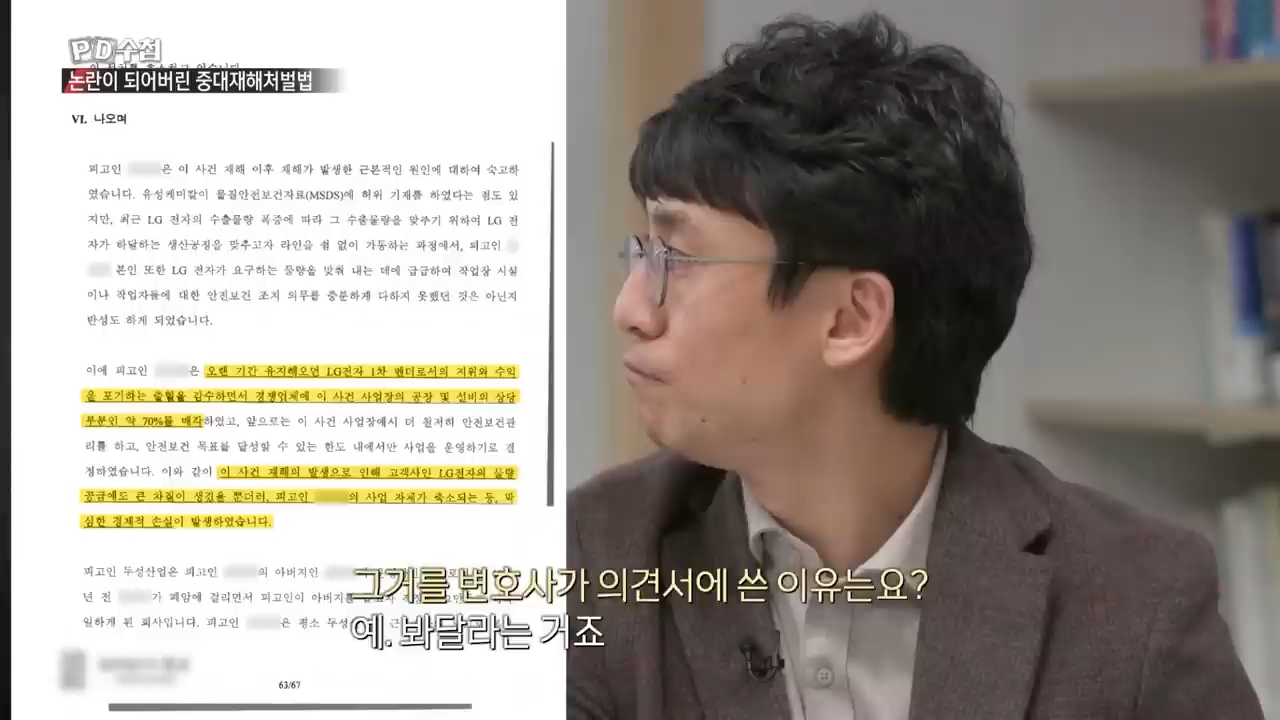 PD수첩
논란이 되어버린 중대재해처벌법
VI. 나오며
피고인 은 이 사건 재해 이후 재해가 발생한 근본적인 원인에 대하여 숙고하
였습니다. 유성케미칼이 물질안전보건자료(MSDS)에 허위 기재를 하였다는 점도 있
지만, 최근 LG 전자의 수출물량 폭증에 따라 그 수출물량을 맞추기 위하여 LG 전
자가 하달하는 생산공정을 맞추고자 라인을 쉼 없이 가동하는 과정에서, 피고인
본인 또한 LG 전자가 요구하는 물량을 맞춰 내는 데에 급급하여 작업장 시설
이나 작업자들에 대한 안전보건 조치 의무를 충분하게 다하지 못했던 것은 아닌지
반성도 하게 되었습니다.
이에 피고인 은 오랜 기간 유지해오던 LG전자 1차 벤더로서의 지위와 수익
을 포기하는 출혈을 감수하면서 경쟁업체에 이 사건 사업장의 공장 및 설비의 상당
부분인 약 70%를 매각하였고, 앞으로는 이 사건 사업장에서 더 철저히 안전보건관
리를 하고, 안전보건 목표를 달성할 수 있는 한도 내에서만 사업을 운영하기로 결
정하였습니다. 이와 같이 이 사건 재해의 발생으로 인해 고객사인 LG전자의 물량
공급에도 큰 차질이 생겼을 뿐더러, 피고인 의 사업 자체가 축소되는 등, 막
심한 경제적 손실이 발생하였습니다.
피고인 두성산업은 피고인 의 아버지인
년 전 가 폐암에 걸리면서 피고인이 아버지를
일하게 된 회사입니다. 피고인 은 평소 두성
그거를 변호사가 의견서에 쓴 이유는요?
예. 봐달라는 거죠
63/67